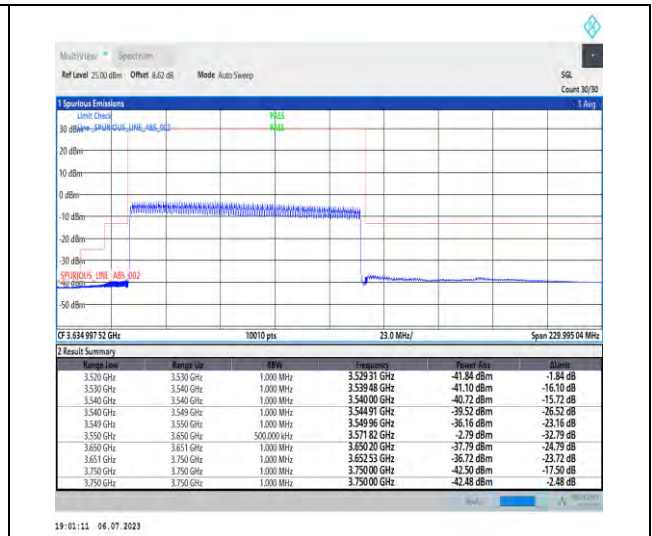 MultiView Spectrum
Ref Level 25.00 dBm Offset 8.62 dB Mode Auto Sweep SGL
Count 30/30
1 Spurious Emissions 1 Avg
Limit Check PASS
30 dBm Line _SPURIOUS_LINE_ABS_002 PASS
20 dBm
10 dBm
0 dBm
-10 dBm
-20 dBm
-30 dBm
SPURIOUS_LINE_ABS_002
-50 dBm
CF 3.634 997 52 GHz 10010 pts 23.0 MHz/ Span 229.995 04 MHz
2 Result Summary
Range Low Range Up RBW Frequency Power Abs ΔLimit
3.520 GHz 3.530 GHz 1.000 MHz 3.529 31 GHz -41.84 dBm -1.84 dB
3.530 GHz 3.540 GHz 1.000 MHz 3.539 48 GHz -41.10 dBm -16.10 dB
3.540 GHz 3.540 GHz 1.000 MHz 3.540 00 GHz -40.72 dBm -15.72 dB
3.540 GHz 3.549 GHz 1.000 MHz 3.544 91 GHz -39.52 dBm -26.52 dB
3.549 GHz 3.550 GHz 1.000 MHz 3.549 96 GHz -36.16 dBm -23.16 dB
3.550 GHz 3.650 GHz 500.000 kHz 3.571 82 GHz -2.79 dBm -32.79 dB
3.650 GHz 3.651 GHz 1.000 MHz 3.650 20 GHz -37.79 dBm -24.79 dB
3.651 GHz 3.750 GHz 1.000 MHz 3.652 53 GHz -36.72 dBm -23.72 dB
3.750 GHz 3.750 GHz 1.000 MHz 3.750 00 GHz -42.50 dBm -17.50 dB
3.750 GHz 3.750 GHz 1.000 MHz 3.750 00 GHz -42.48 dBm -2.48 dB
19:01:11 06.07.2023